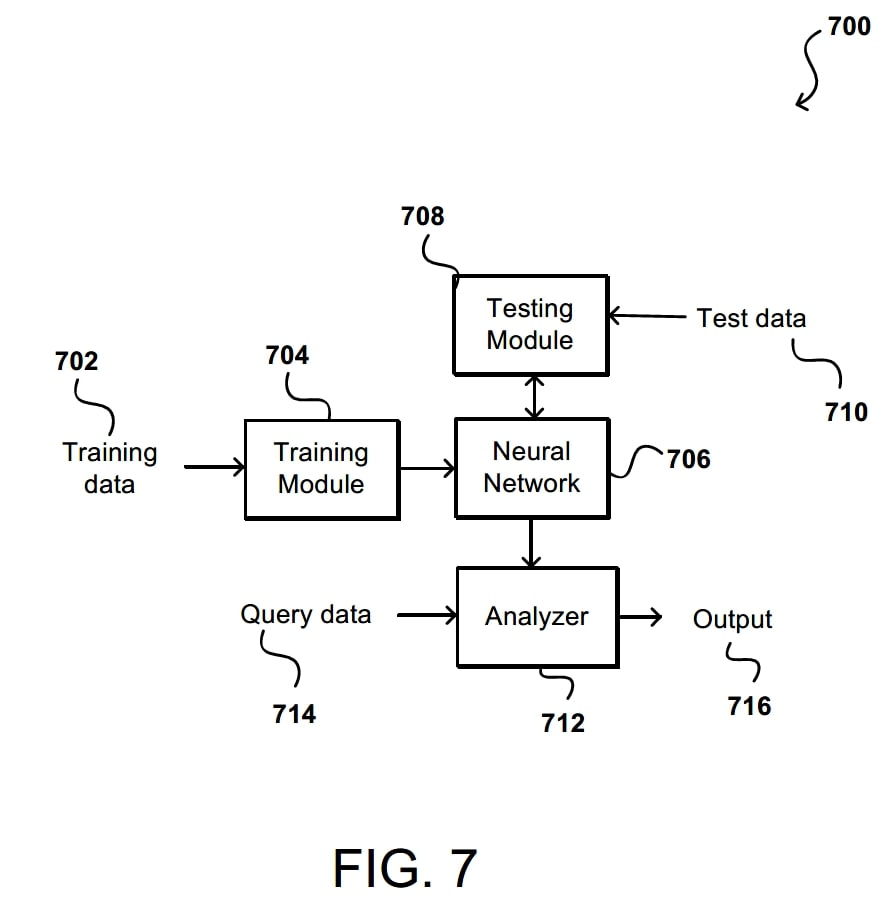 700
708
Testing
Module
Test data
710
702
704
Training
data
Training
Module
Neural
Network
706
Query data
Analyzer
Output
714
712
716
FIG. 7